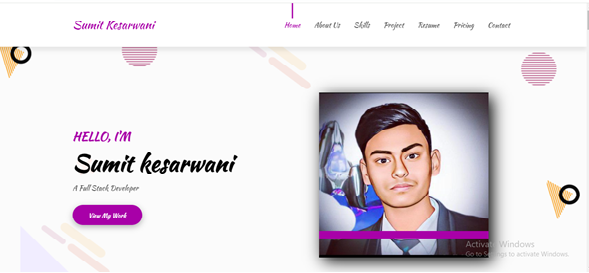 Sumit Kesarwani
Home About Us Skills Project Resume Pricing Contact
HELLO, I'M
Sumit kesarwani
A Full Stack Developer
View My Work
Activate Windows
Go to Settings to activate Windows.